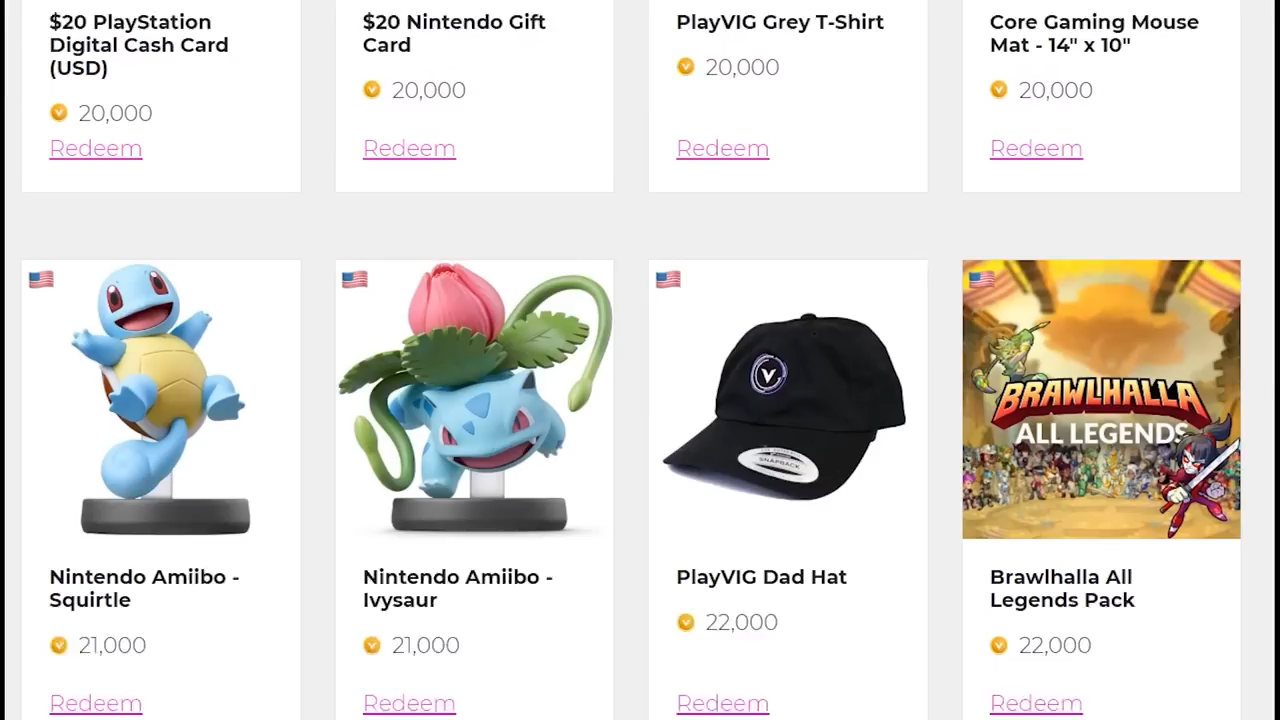 $20 PlayStation
Digital Cash Card
(USD)
20,000
Redeem
$20 Nintendo Gift
Card
20,000
Redeem
PlayVIG Grey T-Shirt
20,000
Redeem
Core Gaming Mouse
Mat - 14" x 10"
20,000
Redeem
Nintendo Amiibo -
Squirtle
21,000
Redeem
Nintendo Amiibo -
Ivysaur
21,000
Redeem
V
SNAPBACK
PlayVIG Dad Hat
22,000
Redeem
BRAWLHALLA
ALL LEGENDS
Brawlhalla All
Legends Pack
22,000
Redeem